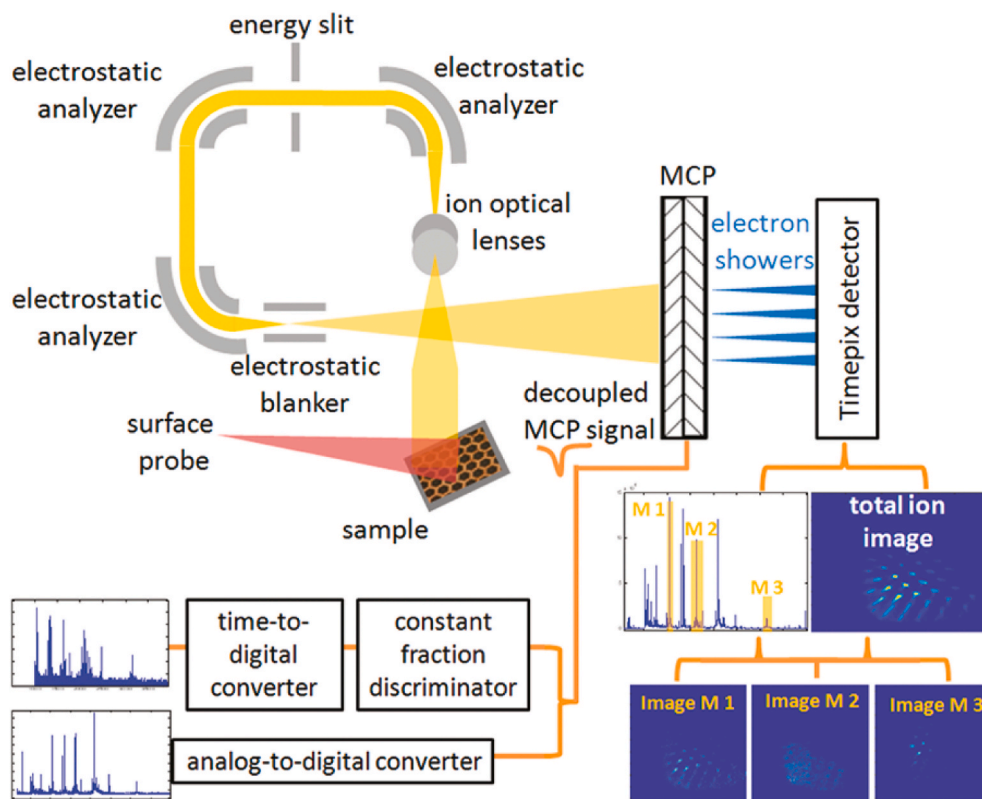 energy slit
electrostatic
analyzer
electrostatic
analyzer
MCP
ion optical
lenses
electron
showers
Timepix detector
electrostatic
analyzer
electrostatic
blanker
decoupled
MCP signal
surface
probe
sample
M 1
M 2
M 3
total ion
image
time-to-
digital
converter
constant
fraction
discriminator
Image M 1
Image M 2
Image M 3
analog-to-digital converter